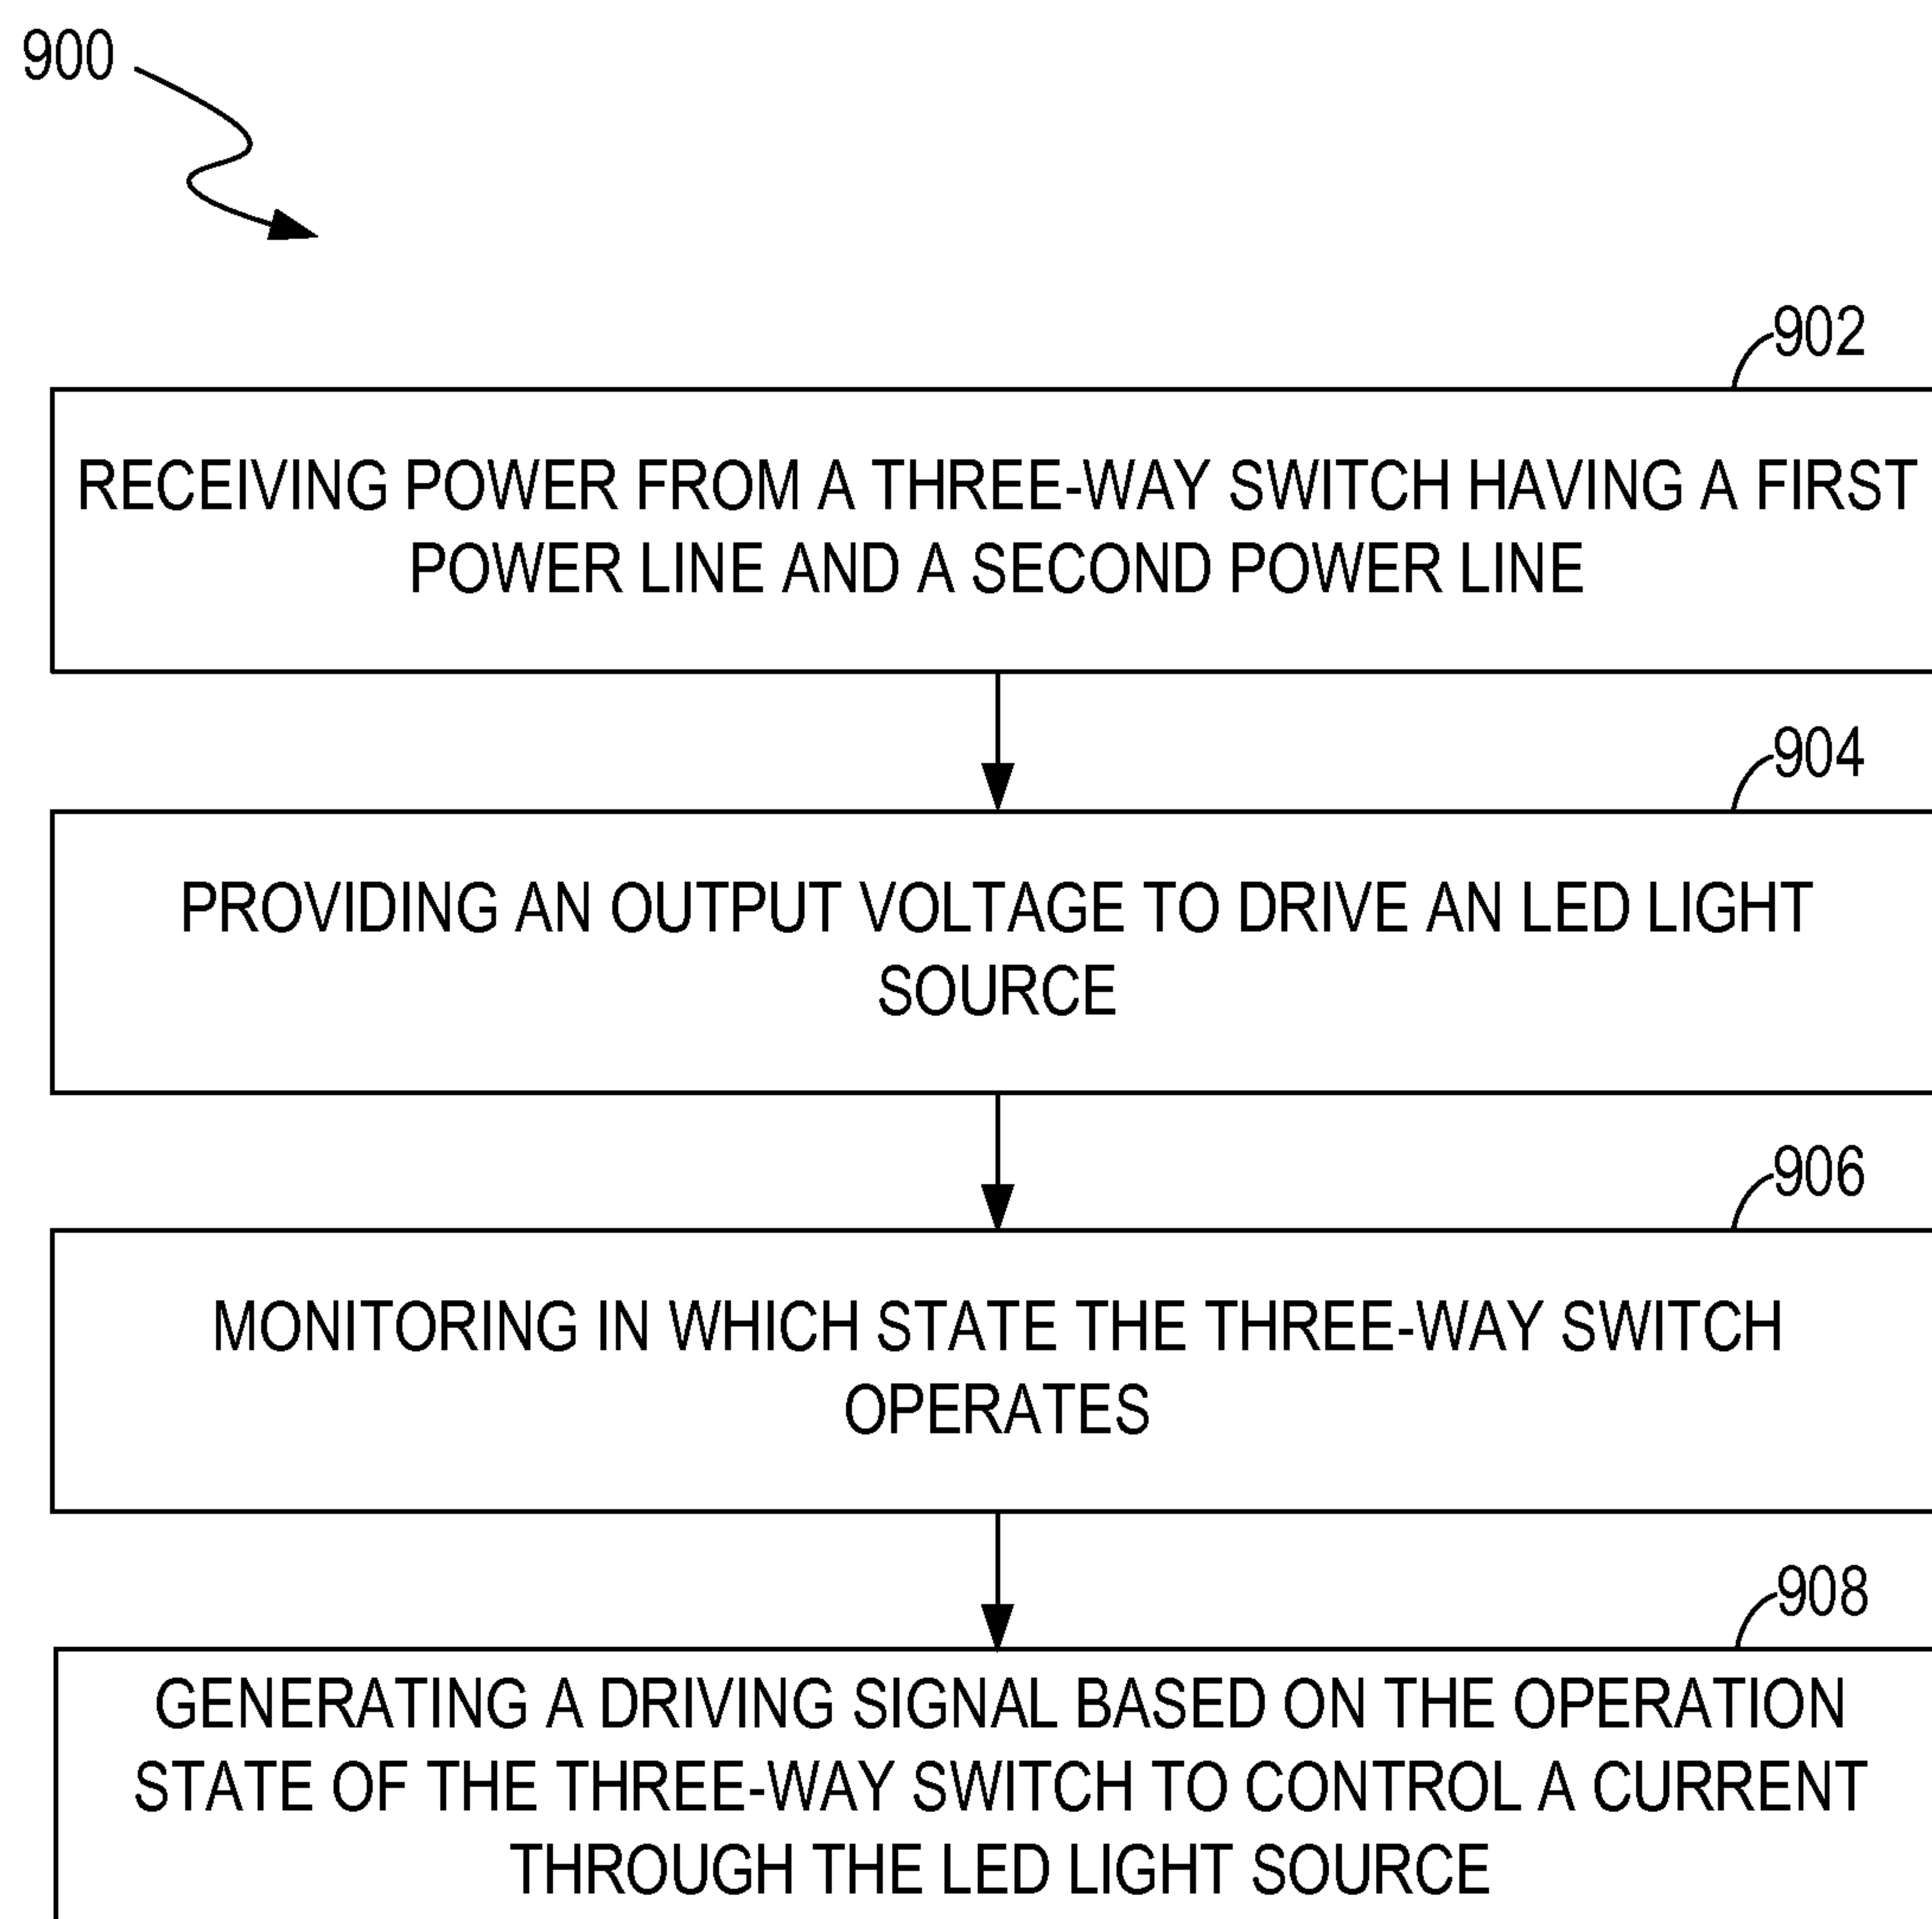 900
902
RECEIVING POWER FROM A THREE-WAY SWITCH HAVING A FIRST
POWER LINE AND A SECOND POWER LINE
904
PROVIDING AN OUTPUT VOLTAGE TO DRIVE AN LED LIGHT
SOURCE
906
MONITORING IN WHICH STATE THE THREE-WAY SWITCH
OPERATES
908
GENERATING A DRIVING SIGNAL BASED ON THE OPERATION
STATE OF THE THREE-WAY SWITCH TO CONTROL A CURRENT
THROUGH THE LED LIGHT SOURCE